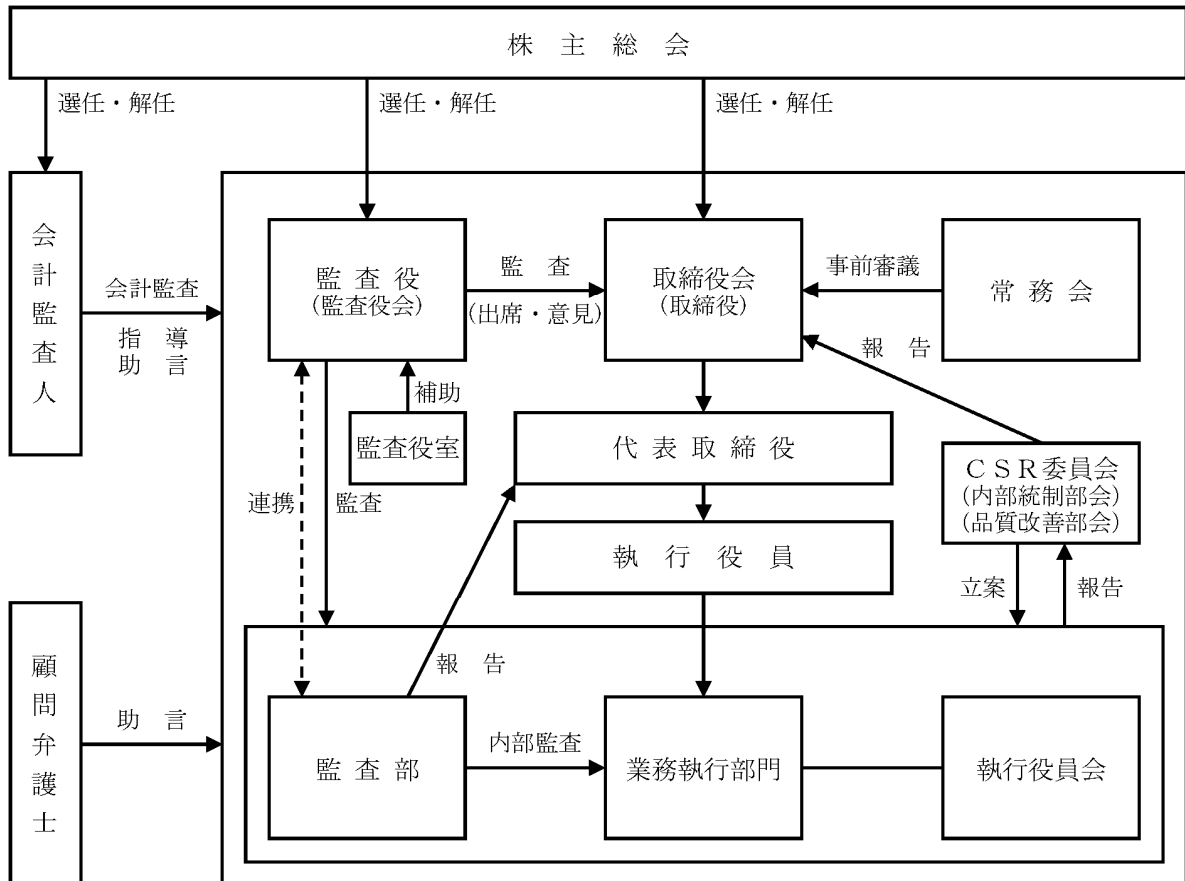 株主総会
選任・解任
選任・解任
選任・解任
会計監査人
会計監査
指導
助言
監査役
(監査役会)
監査
(出席・意見)
取締役会
(取締役)
事前審議
常務会
報告
補助
監査役室
代表取締役
CSR委員会
(内部統制部会)
(品質改善部会)
連携
監査
執行役員
立案
報告
顧問弁護士
助言
報告
監査部
内部監査
業務執行部門
執行役員会